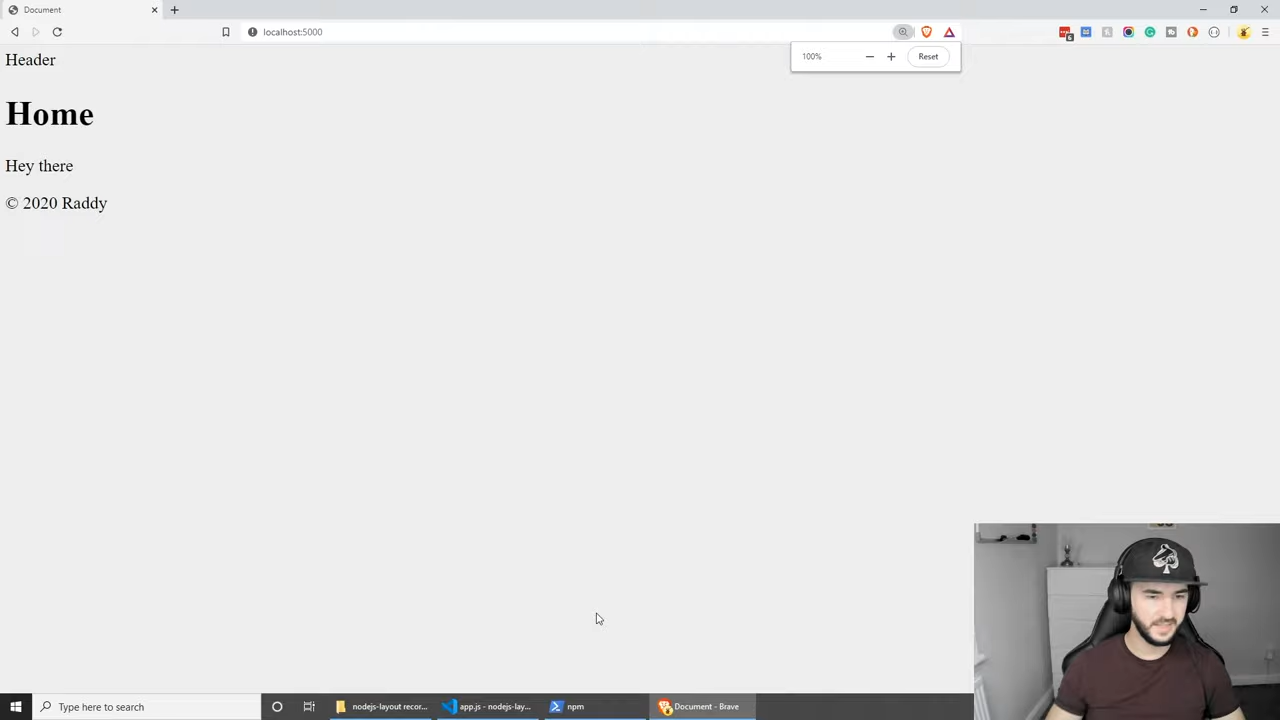 Document
localhost:5000
100%
Reset
Header
Home
Hey there
© 2020 Raddy
Type here to search
nodejs-layout recor...
app.js - nodejs-lay...
npm
Document - Brave